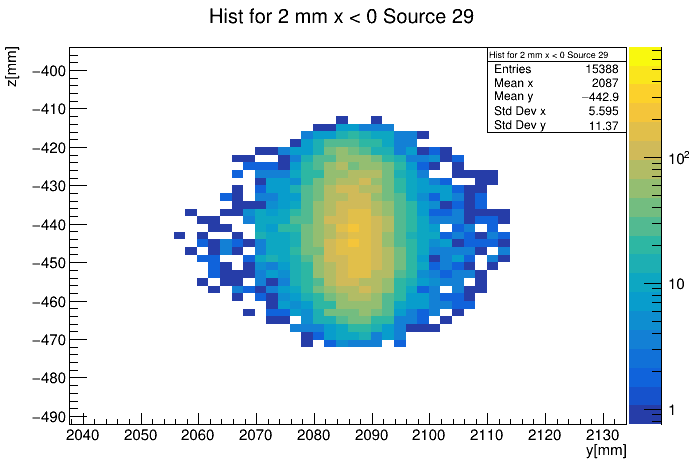 Hist for 2 mm x < 0 Source 29
z[mm]
Hist for 2 mm x < 0 Source 29
Entries 15388
Mean x 2087
Mean y −442.9
Std Dev x 5.595
Std Dev y 11.37
−400
−410
−420
−430
−440
−450
−460
−470
−480
−490
10²
10
1
2040 2050 2060 2070 2080 2090 2100 2110 2120 2130
y[mm]